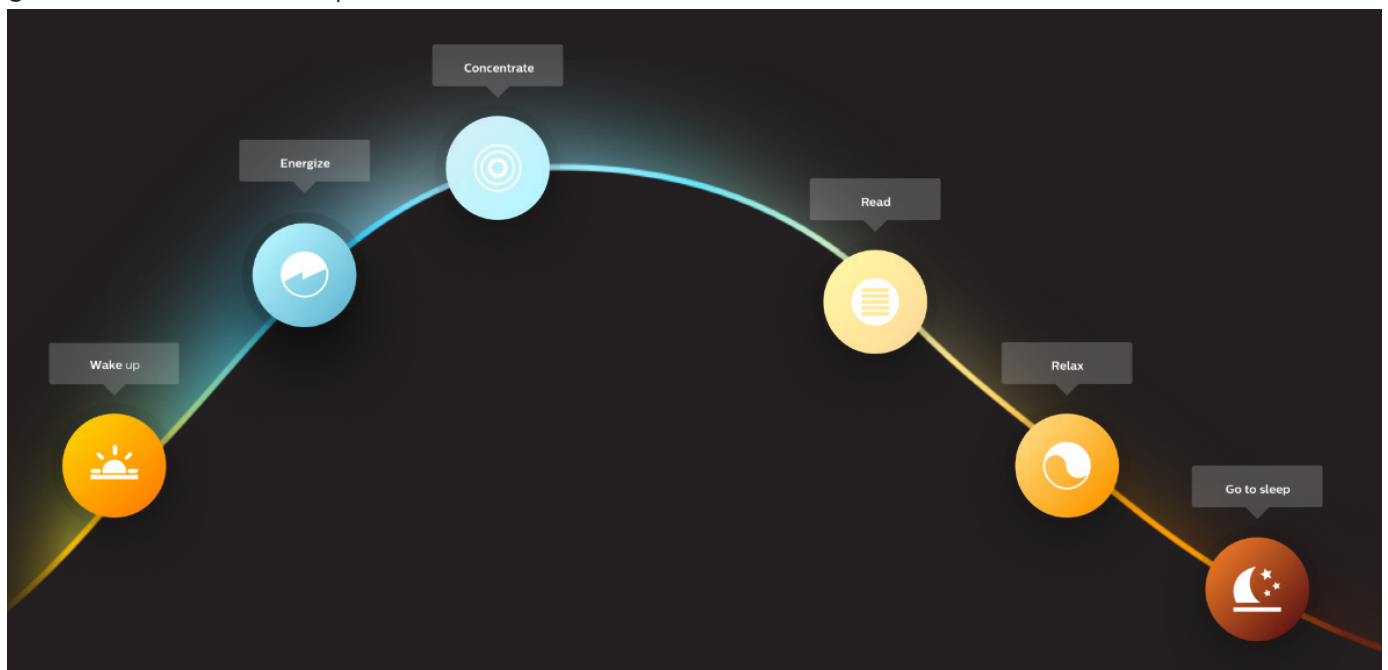 Concentrate
Energize
Read
Wake up
Relax
Go to sleep